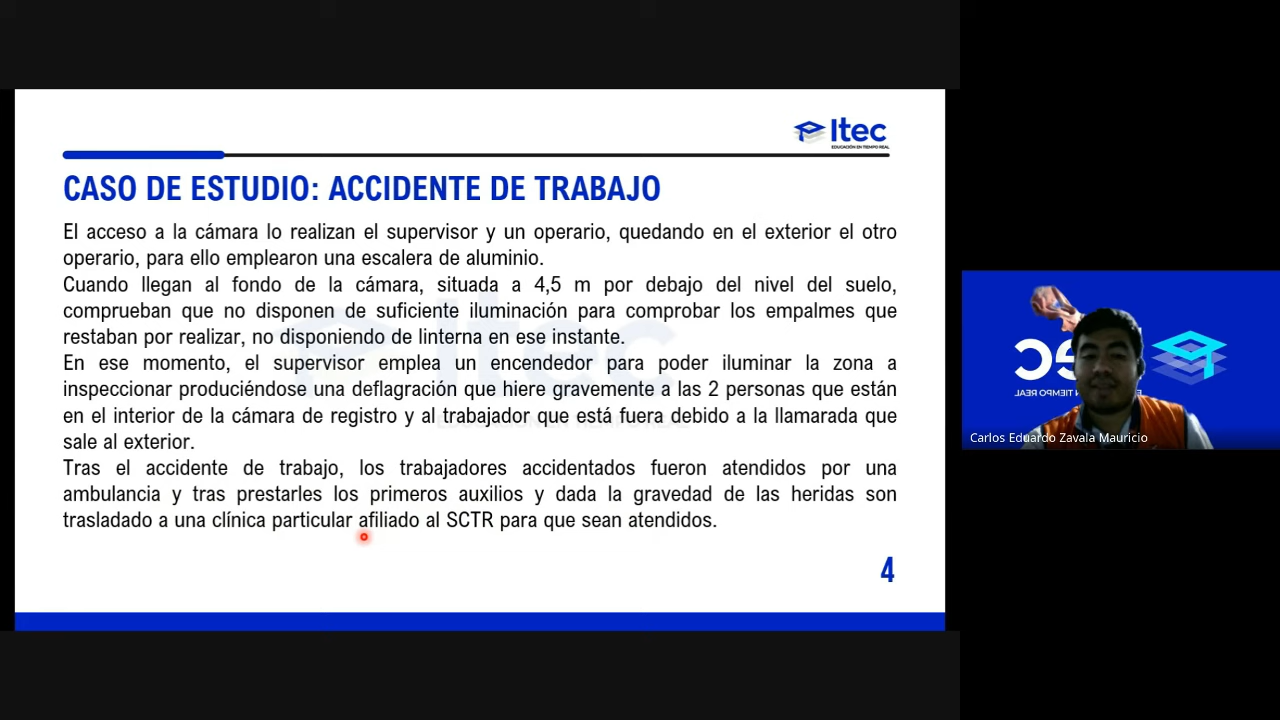 Itec
EDUCACIÓN EN TIEMPO REAL
CASO DE ESTUDIO: ACCIDENTE DE TRABAJO
El acceso a la cámara lo realizan el supervisor y un operario, quedando en el exterior el otro
operario, para ello emplearon una escalera de aluminio.
Cuando llegan al fondo de la cámara, situada a 4,5 m por debajo del nivel del suelo,
comprueban que no disponen de suficiente iluminación para comprobar los empalmes que
restaban por realizar, no disponiendo de linterna en ese instante.
En ese momento, el supervisor emplea un encendedor para poder iluminar la zona a
inspeccionar produciéndose una deflagración que hiere gravemente a las 2 personas que están
en el interior de la cámara de registro y al trabajador que está fuera debido a la llamarada que
sale al exterior.
Tras el accidente de trabajo, los trabajadores accidentados fueron atendidos por una
ambulancia y tras prestarles los primeros auxilios y dada la gravedad de las heridas son
trasladado a una clínica particular afiliado al SCTR para que sean atendidos.
4
Carlos Eduardo Zavala Mauricio